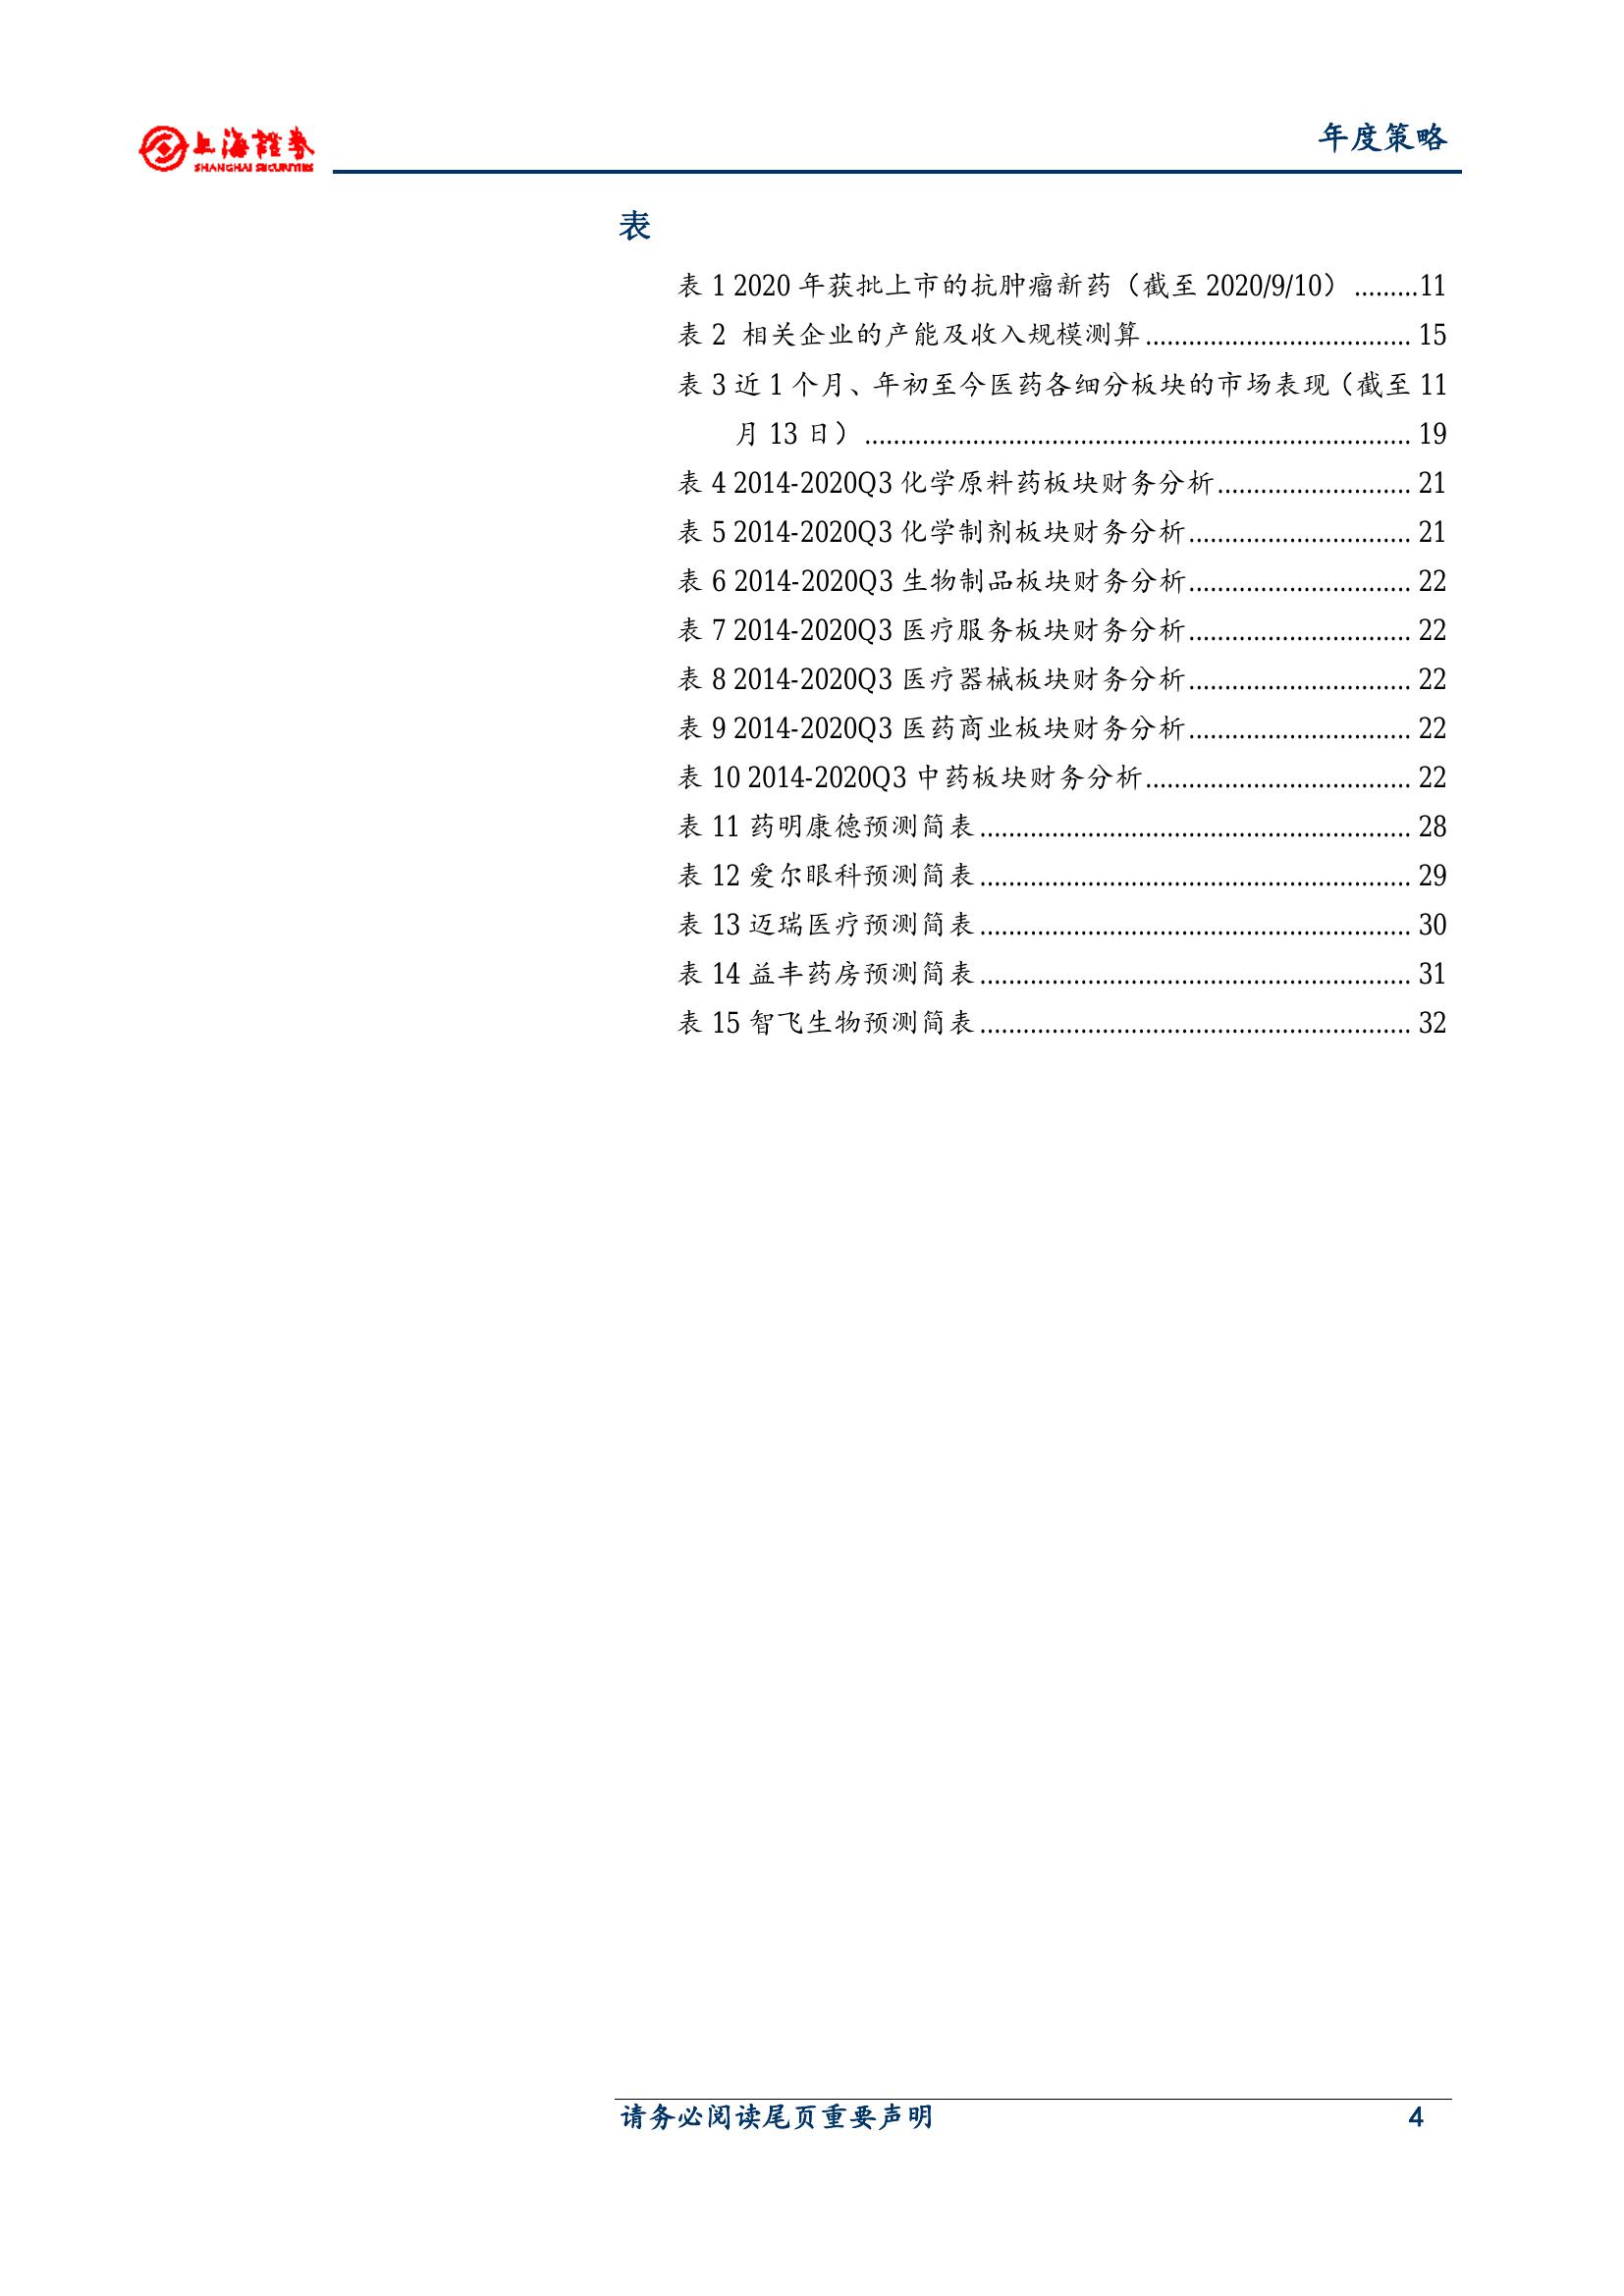 上海證券
SHANGHAI SECURITIES
年度策略
表
表 1 2020 年获批上市的抗肿瘤新药（截至 2020/9/10）.........11
表 2 相关企业的产能及收入规模测算..................................... 15
表 3 近 1 个月、年初至今医药各细分板块的市场表现（截至 11
月 13 日）............................................................................ 19
表 4 2014-2020Q3 化学原料药板块财务分析........................... 21
表 5 2014-2020Q3 化学制剂板块财务分析............................... 21
表 6 2014-2020Q3 生物制品板块财务分析............................... 22
表 7 2014-2020Q3 医疗服务板块财务分析............................... 22
表 8 2014-2020Q3 医疗器械板块财务分析............................... 22
表 9 2014-2020Q3 医药商业板块财务分析............................... 22
表 10 2014-2020Q3 中药板块财务分析..................................... 22
表 11 药明康德预测简表............................................................ 28
表 12 爱尔眼科预测简表............................................................ 29
表 13 迈瑞医疗预测简表............................................................ 30
表 14 益丰药房预测简表............................................................ 31
表 15 智飞生物预测简表............................................................ 32
请务必阅读尾页重要声明 4